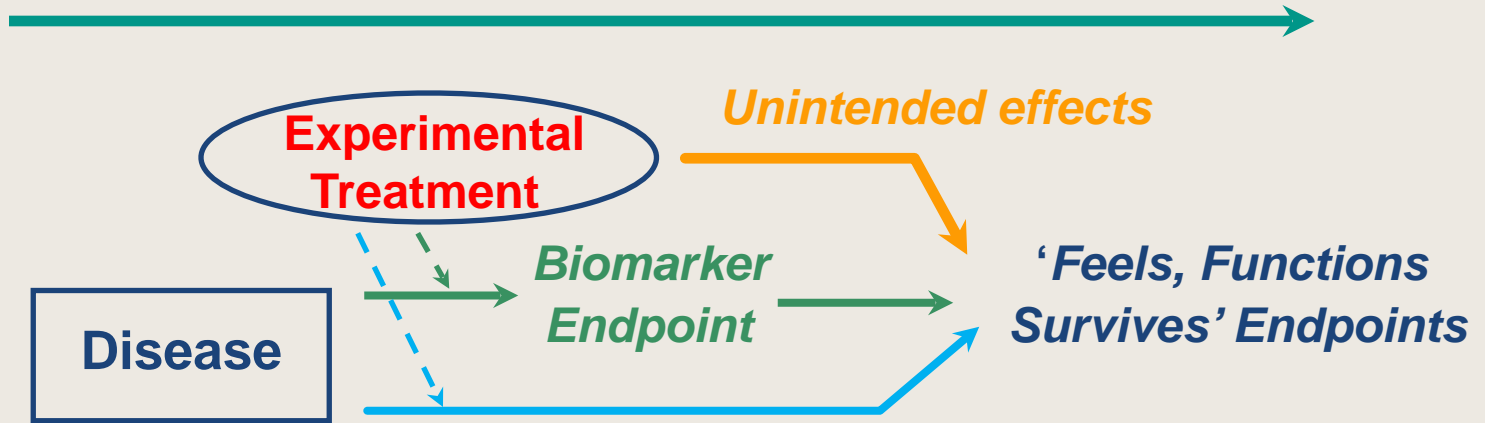 Unintended effects
Experimental
Treatment
Biomarker
Endpoint
‘Feels, Functions
Survives’ Endpoints
Disease